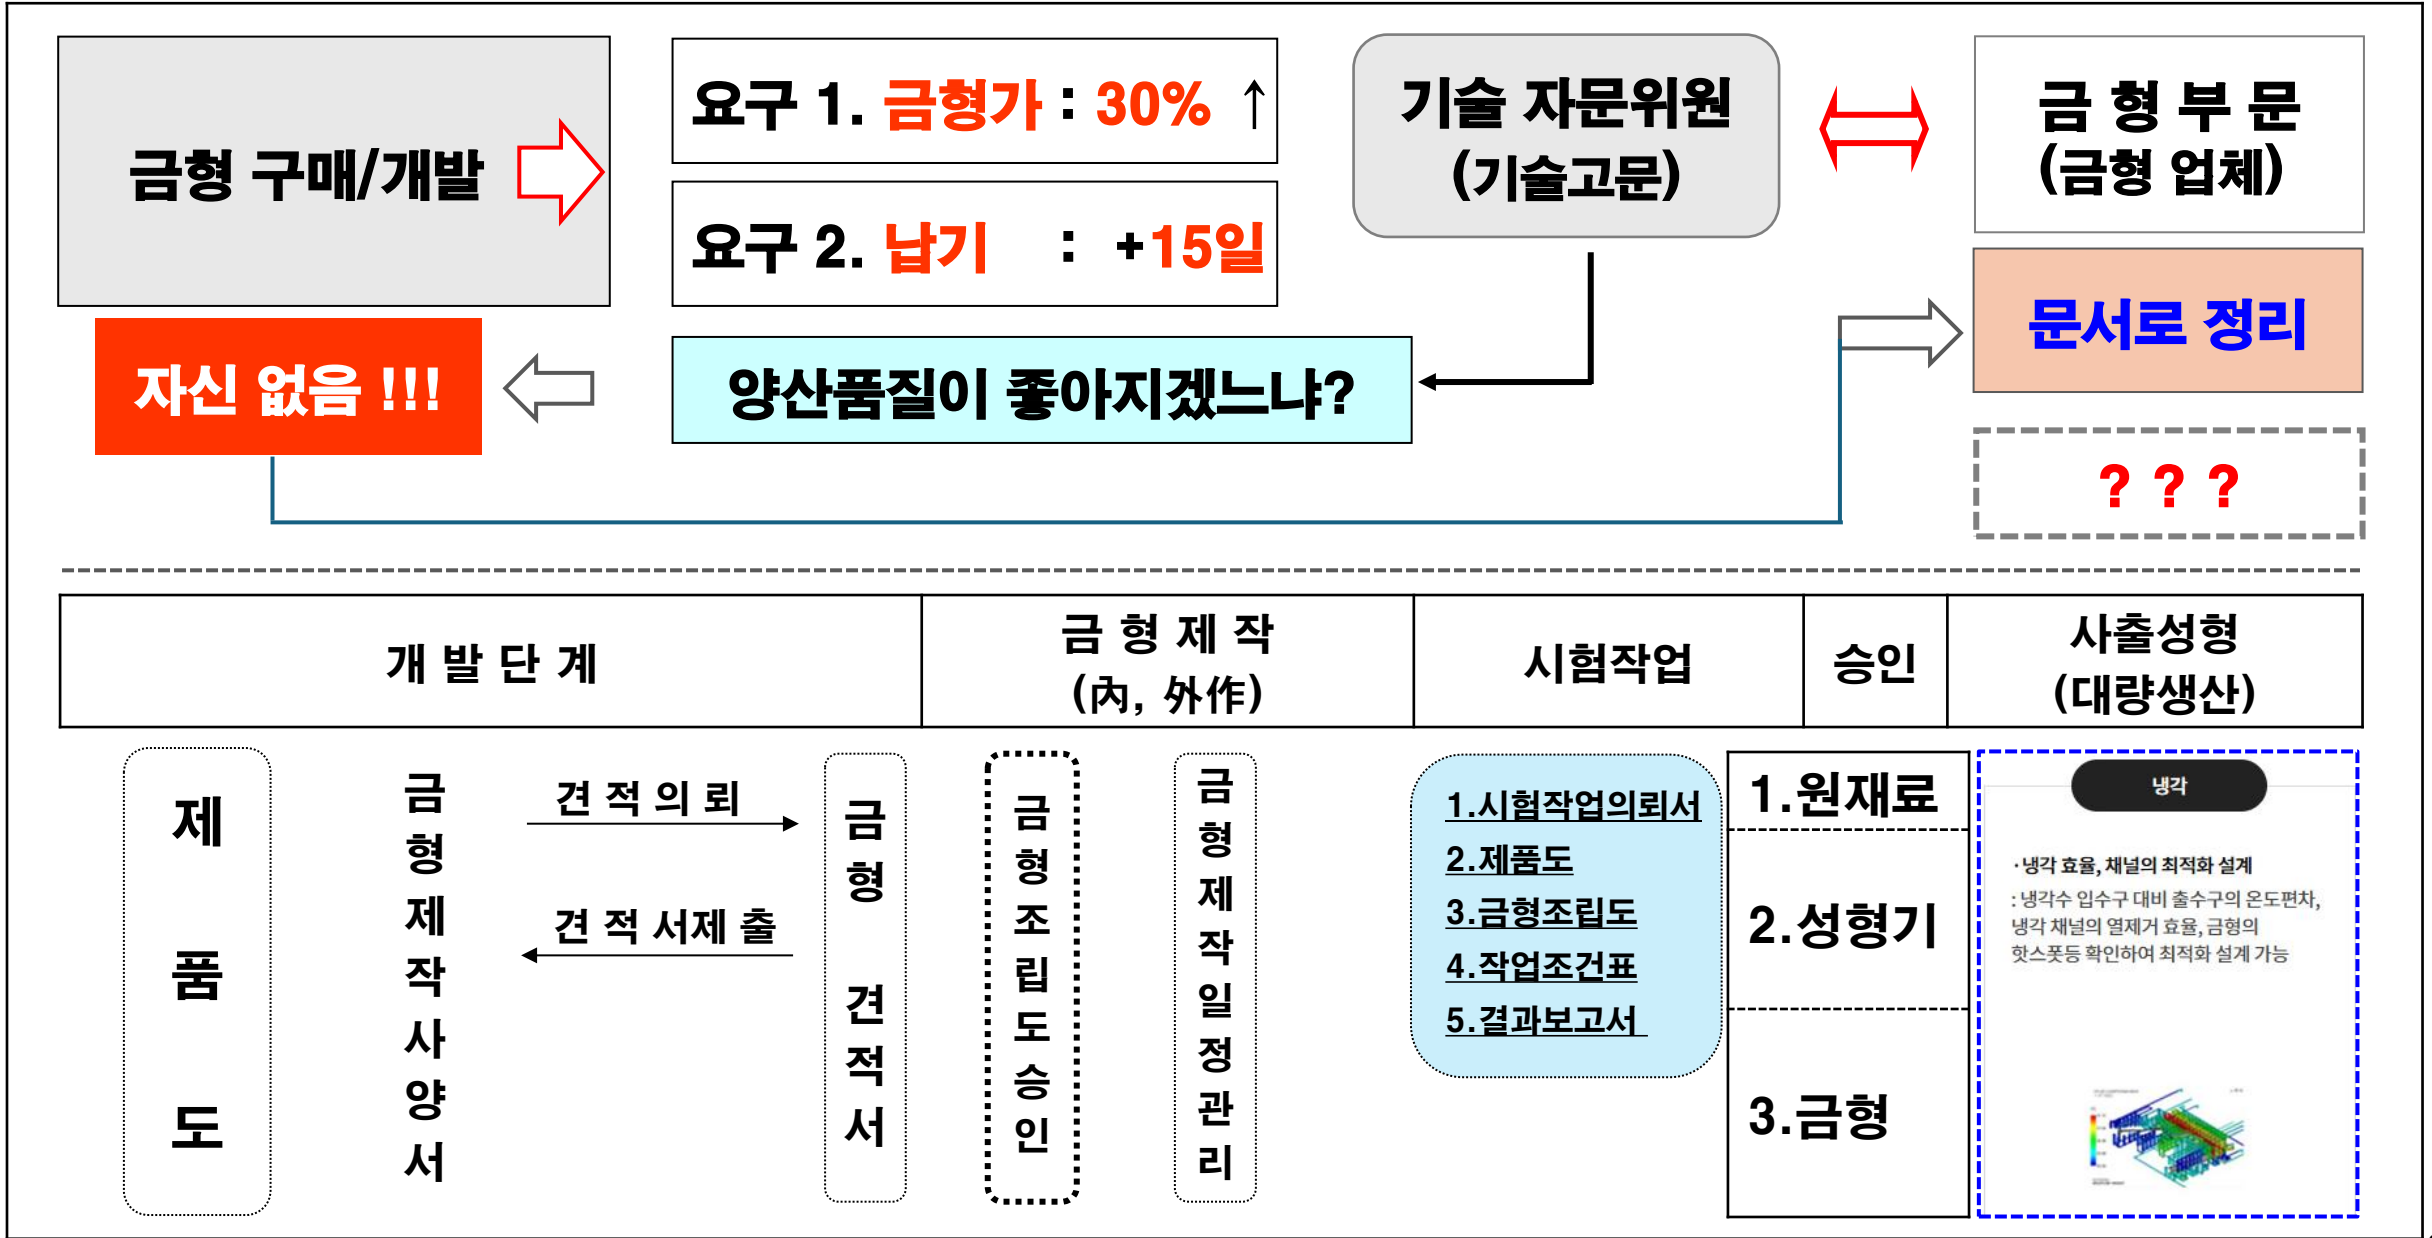 금형 구매/개발
요구 1. 금형가 : 30% ↑
요구 2. 납기 : +15일
기술 자문위원
(기술고문)
금 형 부 문
(금형 업체)
문서로 정리
자신 없음 !!!
양산품질이 좋아지겠느냐?
? ? ?
개 발 단 계
금 형 제 작
(內, 外作)
시험작업
승인
사출성형
(대량생산)
제품도
금형제작사양서
견 적 의 뢰
견 적 서제 출
금형 견적서
금형조립도승인
금형제작일정관리
1.시험작업의뢰서
2.제품도
3.금형조립도
4.작업조건표
5.결과보고서
1.원재료
2.성형기
3.금형
냉각
·냉각 효율, 채널의 최적화 설계
: 냉각수 입수구 대비 출수구의 온도편차,
냉각 채널의 열제거 효율, 금형의
핫스폿등 확인하여 최적화 설계 가능